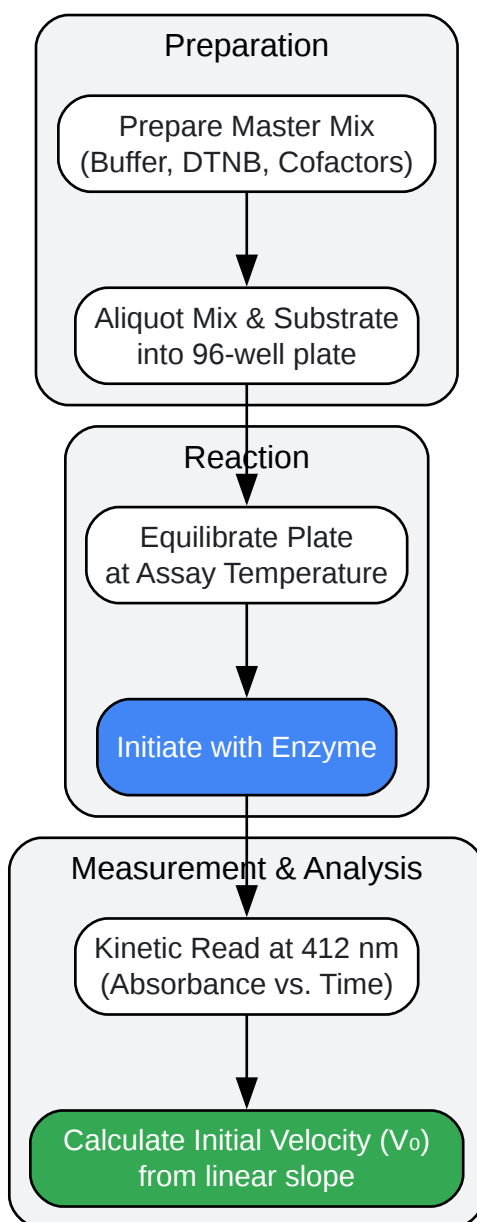 Preparation
Prepare Master Mix
(Buffer, DTNB, Cofactors)
Aliquot Mix & Substrate
into 96-well plate
Reaction
Equilibrate Plate
at Assay Temperature
Initiate with Enzyme
Measurement & Analysis
Kinetic Read at 412 nm
(Absorbance vs. Time)
Calculate Initial Velocity (V₀)
from linear slope